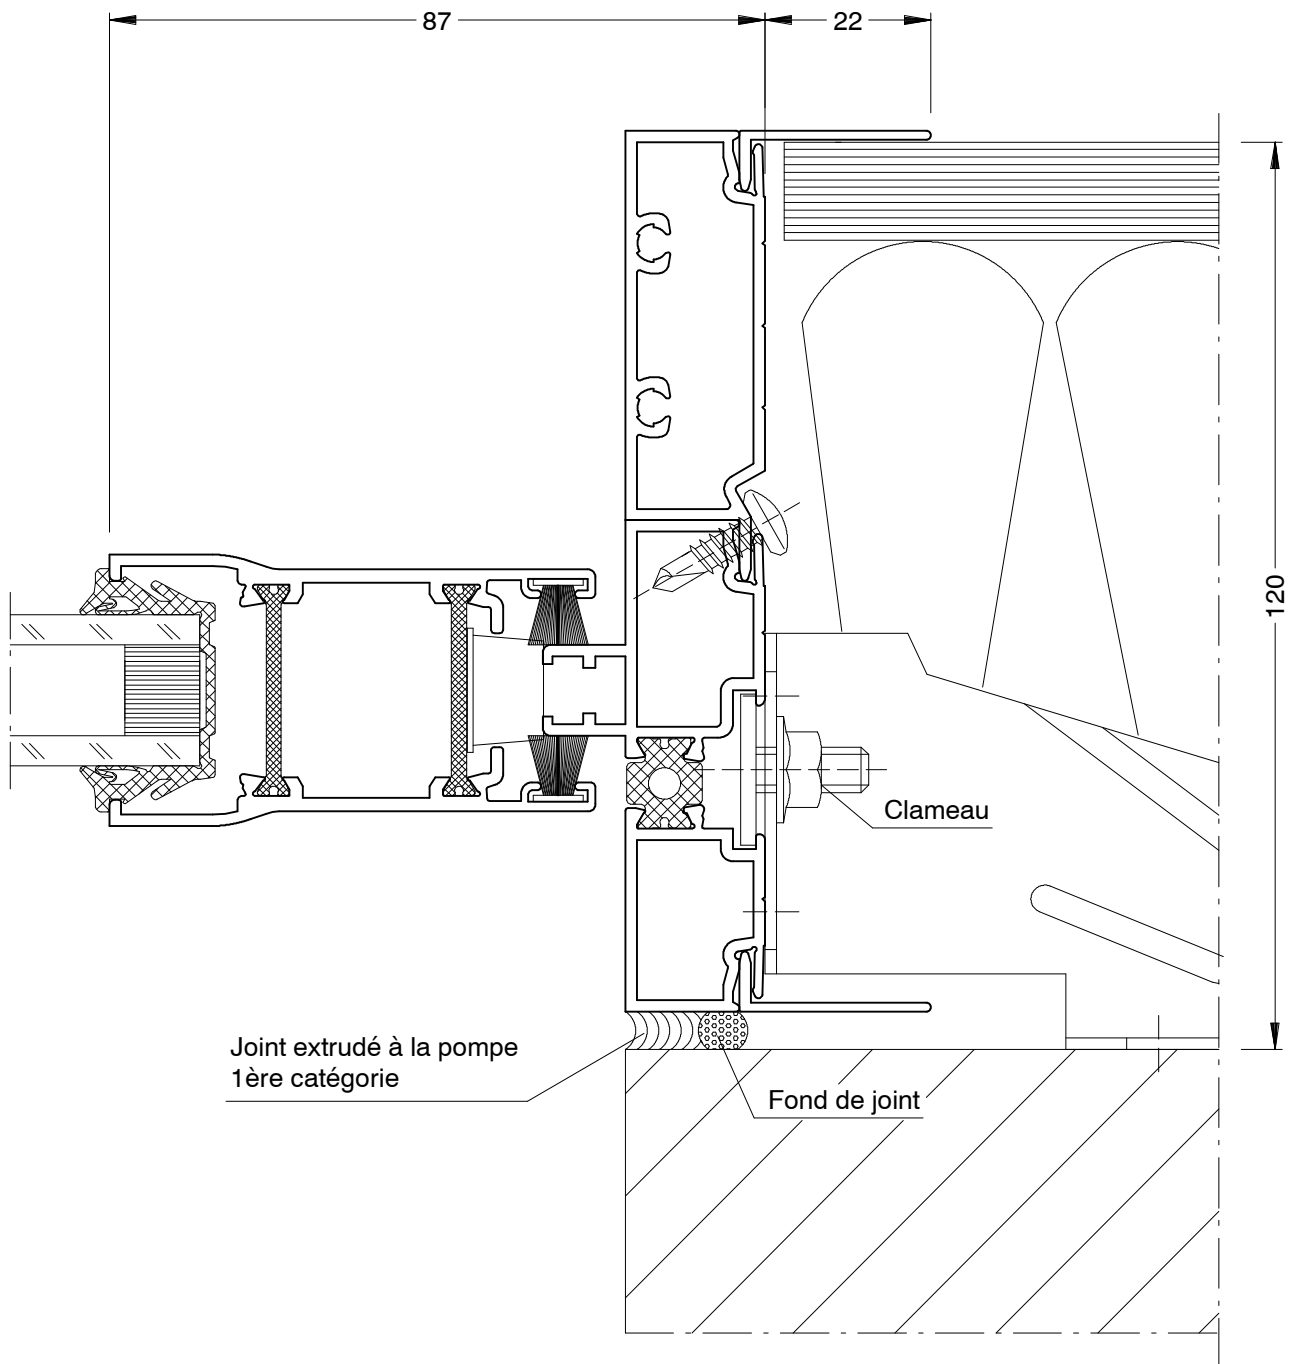 87
22
120
Clameau
Joint extrudé à la pompe
1ère catégorie
Fond de joint